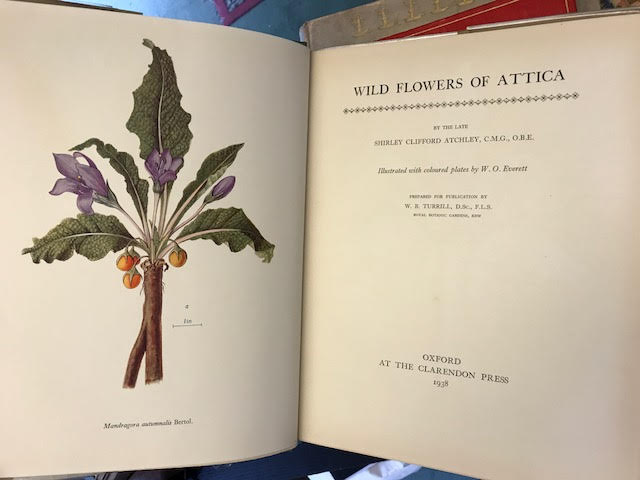 a
1in
Mandragora autumnalis Bertol.
WILD FLOWERS OF ATTICA
BY THE LATE
SHIRLEY CLIFFORD ATCHLEY, C.M.G., O.B.E.
Illustrated with coloured plates by W. O. Everett
PREPARED FOR PUBLICATION BY
W. B. TURRILL, D.Sc., F.L.S.
ROYAL BOTANIC GARDENS, KEW
OXFORD
AT THE CLARENDON PRESS
1938